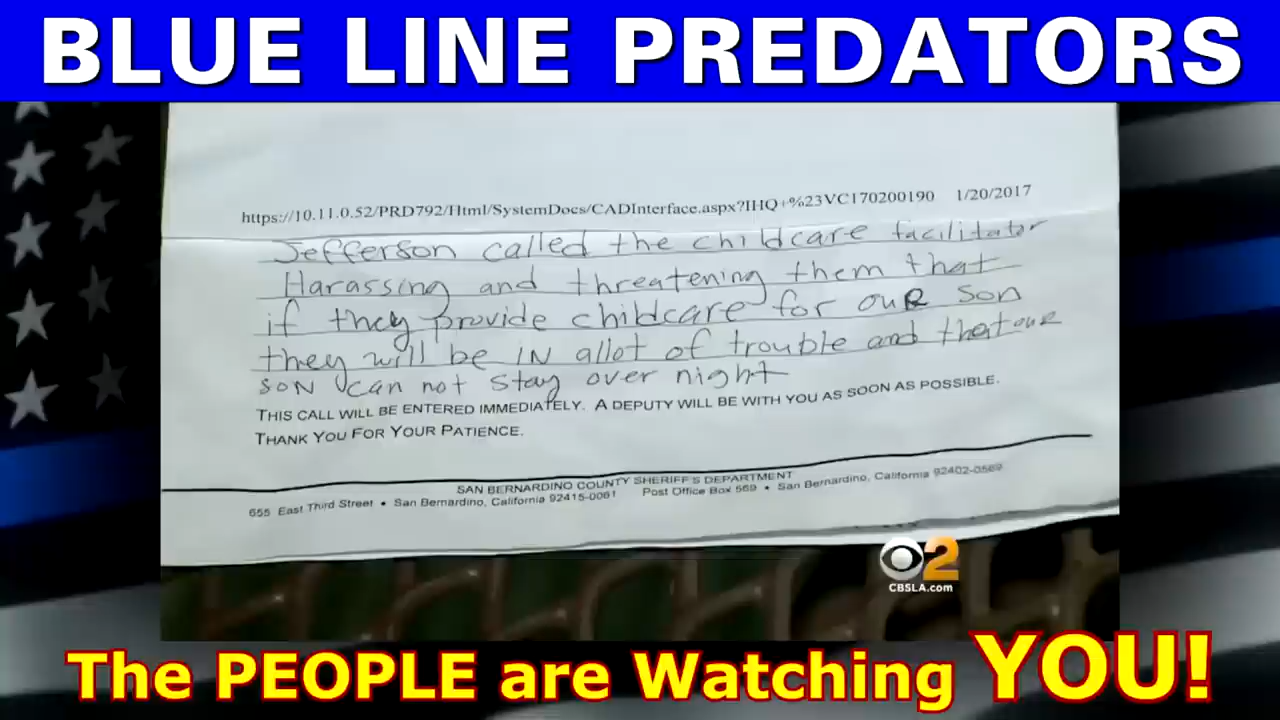 BLUE LINE PREDATORS
https://10.11.0.52/PRD792/Html/SystemDocs/CADInterface.aspx?IHQ+%23VC170200190 1/20/2017
Jefferson called the childcare facilitator
Harassing and threatening them that
if they provide childcare for our son
they will be IN allot of trouble and that our
SON can not stay over night
THIS CALL WILL BE ENTERED IMMEDIATELY. A DEPUTY WILL BE WITH YOU AS SOON AS POSSIBLE.
THANK YOU FOR YOUR PATIENCE.
SAN BERNARDINO COUNTY SHERIFF'S DEPARTMENT
655 East Third Street • San Bernardino, California 92415-0061 Post Office Box 569 • San Bernardino, California 92402-0569
2
CBSLA.com
The PEOPLE are Watching YOU!